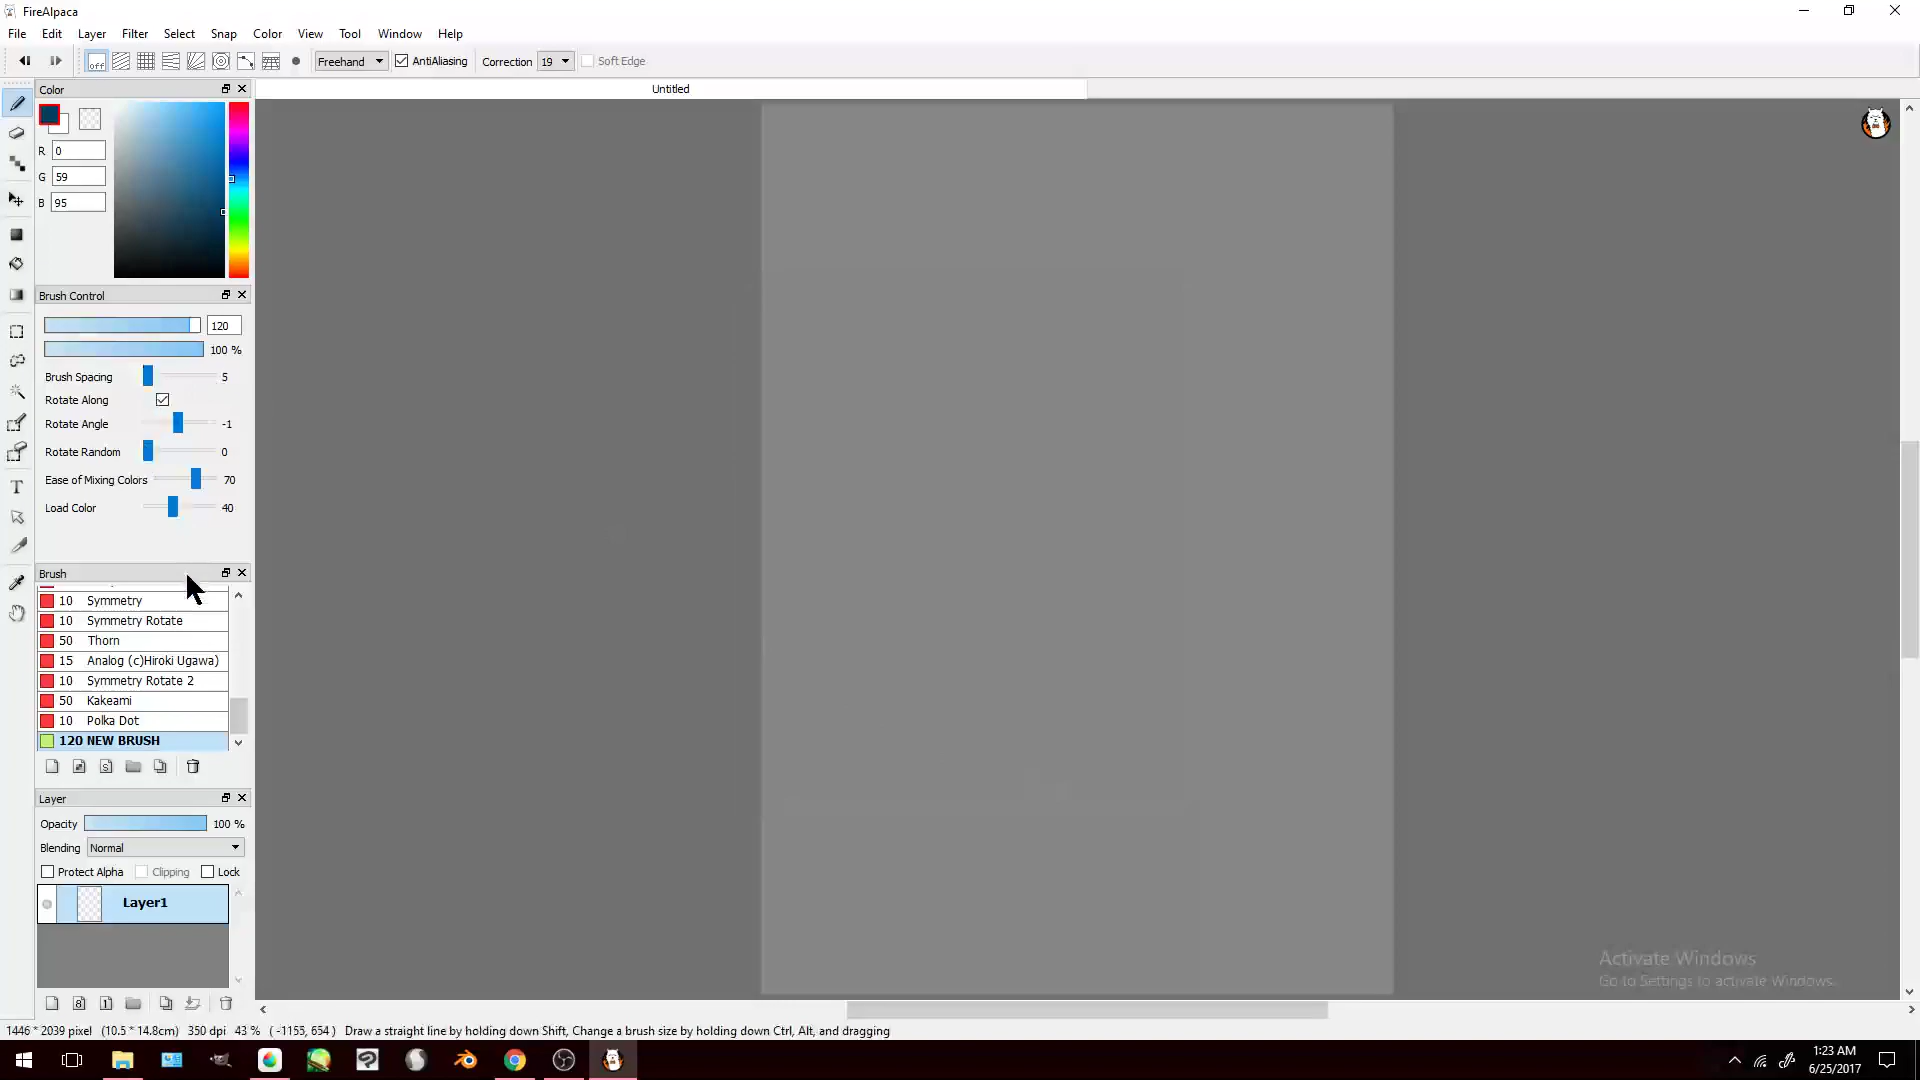 FireAlpaca
File Edit Layer Filter Select Snap Color View Tool Window Help
off Freehand AntiAliasing Correction 19 Soft Edge
Color
Untitled
R 0
G 59
B 95
Brush Control
120
100 %
Brush Spacing 5
Rotate Along
Rotate Angle -1
Rotate Random 0
Ease of Mixing Colors 70
Load Color 40
Brush
10 Symmetry
10 Symmetry Rotate
50 Thorn
15 Analog (c)Hiroki Ugawa)
10 Symmetry Rotate 2
50 Kakeami
10 Polka Dot
120 NEW BRUSH
S
Layer
Opacity 100 %
Blending Normal
Protect Alpha Clipping Lock
Layer1
8 1
Activate Windows
Go to Settings to activate Windows.
1446 * 2039 pixel (10.5 * 14.8cm) 350 dpi 43 % ( -1155, 654 ) Draw a straight line by holding down Shift, Change a brush size by holding down Ctrl, Alt, and dragging
1:23 AM
6/25/2017